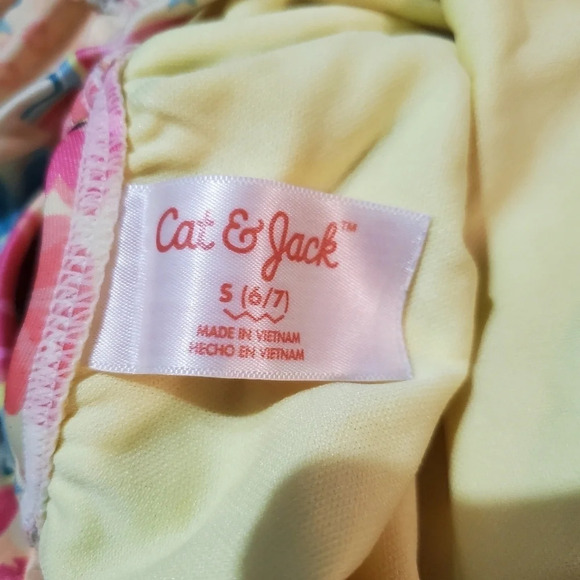 Cat & Jack™
S (6/7)
MADE IN VIETNAM
HECHO EN VIETNAM